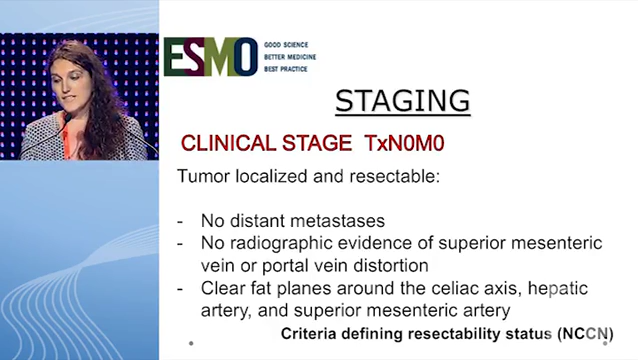 ESMO
GOOD SCIENCE
BETTER MEDICINE
BEST PRACTICE
STAGING
CLINICAL STAGE TxN0M0
Tumor localized and resectable:
- No distant metastases
- No radiographic evidence of superior mesenteric
vein or portal vein distortion
- Clear fat planes around the celiac axis, hepatic
artery, and superior mesenteric artery
Criteria defining resectability status (NCCN)